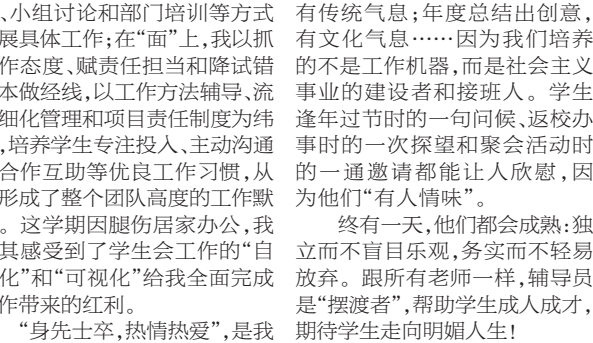 、小组讨论和部门培训等方式
展具体工作;在“面”上,我以抓
作态度、赋责任担当和降试错
本做经线,以工作方法辅导、流
细化管理和项目责任制度为纬
,培养学生专注投入、主动沟通
合作互助等优良工作习惯,从
形成了整个团队高度的工作默
。这学期因腿伤居家办公,我
其感受到了学生会工作的“自
化”和“可视化”给我全面完成
作带来的红利。
“身先士卒,热情热爱”,是我
有传统气息;年度总结出创意,
有文化气息……因为我们培养
的不是工作机器,而是社会主义
事业的建设者和接班人。学生
逢年过节时的一句问候、返校办
事时的一次探望和聚会活动时
的一通邀请都能让人欣慰,因
为他们“有人情味”。
终有一天,他们都会成熟:独
立而不盲目乐观,务实而不轻易
放弃。跟所有老师一样,辅导员
是“摆渡者”,帮助学生成人成才,
期待学生走向明媚人生!